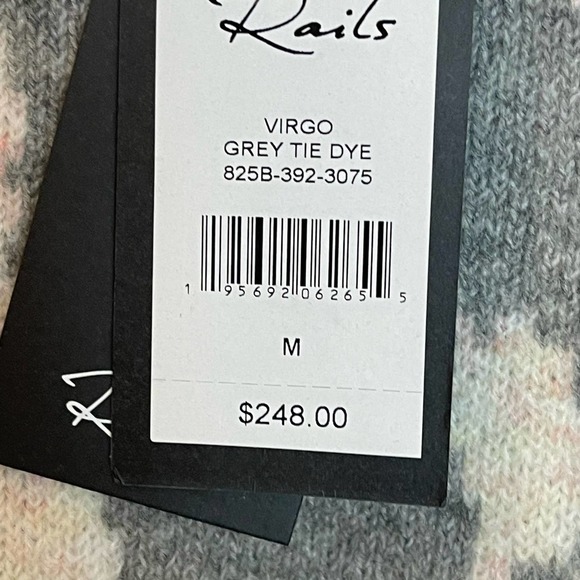 Rails
VIRGO
GREY TIE DYE
825B-392-3075
1 95692 06265 5
M
$248.00
R